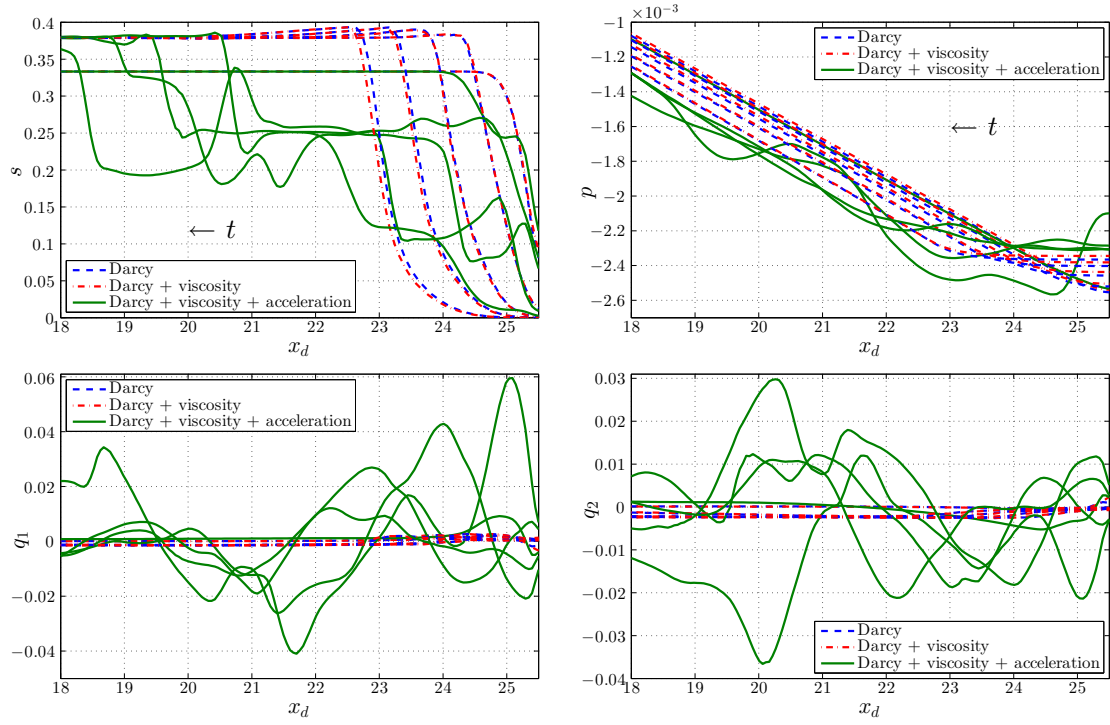 0.4
0.35
0.3
0.25
0.2
0.15
0.1
0.05
0
s
← t
Darcy
Darcy + viscosity
Darcy + viscosity + acceleration
18 19 20 21 22 23 24 25
x_d
×10⁻³
−1
−1.2
−1.4
−1.6
−1.8
−2
−2.2
−2.4
−2.6
p
Darcy
Darcy + viscosity
Darcy + viscosity + acceleration
← t
18 19 20 21 22 23 24 25
x_d
0.06
0.04
0.02
0
−0.02
−0.04
q₁
Darcy
Darcy + viscosity
Darcy + viscosity + acceleration
18 19 20 21 22 23 24 25
x_d
0.03
0.02
0.01
0
−0.01
−0.02
−0.03
−0.04
q₂
Darcy
Darcy + viscosity
Darcy + viscosity + acceleration
18 19 20 21 22 23 24 25
x_d